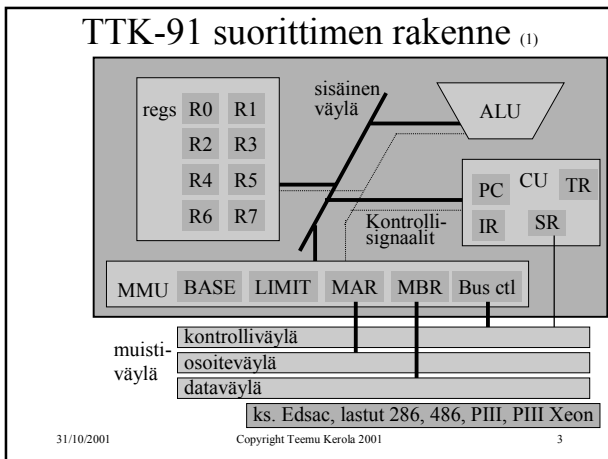 TTK-91 suorittimen rakenne (1)
regs R0 R1
R2 R3
R4 R5
R6 R7
sisäinen
väylä
ALU
PC CU TR
IR SR
Kontrolli-
signaalit
MMU BASE LIMIT MAR MBR Bus ctl
muisti-
väylä
kontrolliväylä
osoiteväylä
dataväylä
ks. Edsac, lastut 286, 486, PIII, PIII Xeon
31/10/2001 Copyright Teemu Kerola 2001 3